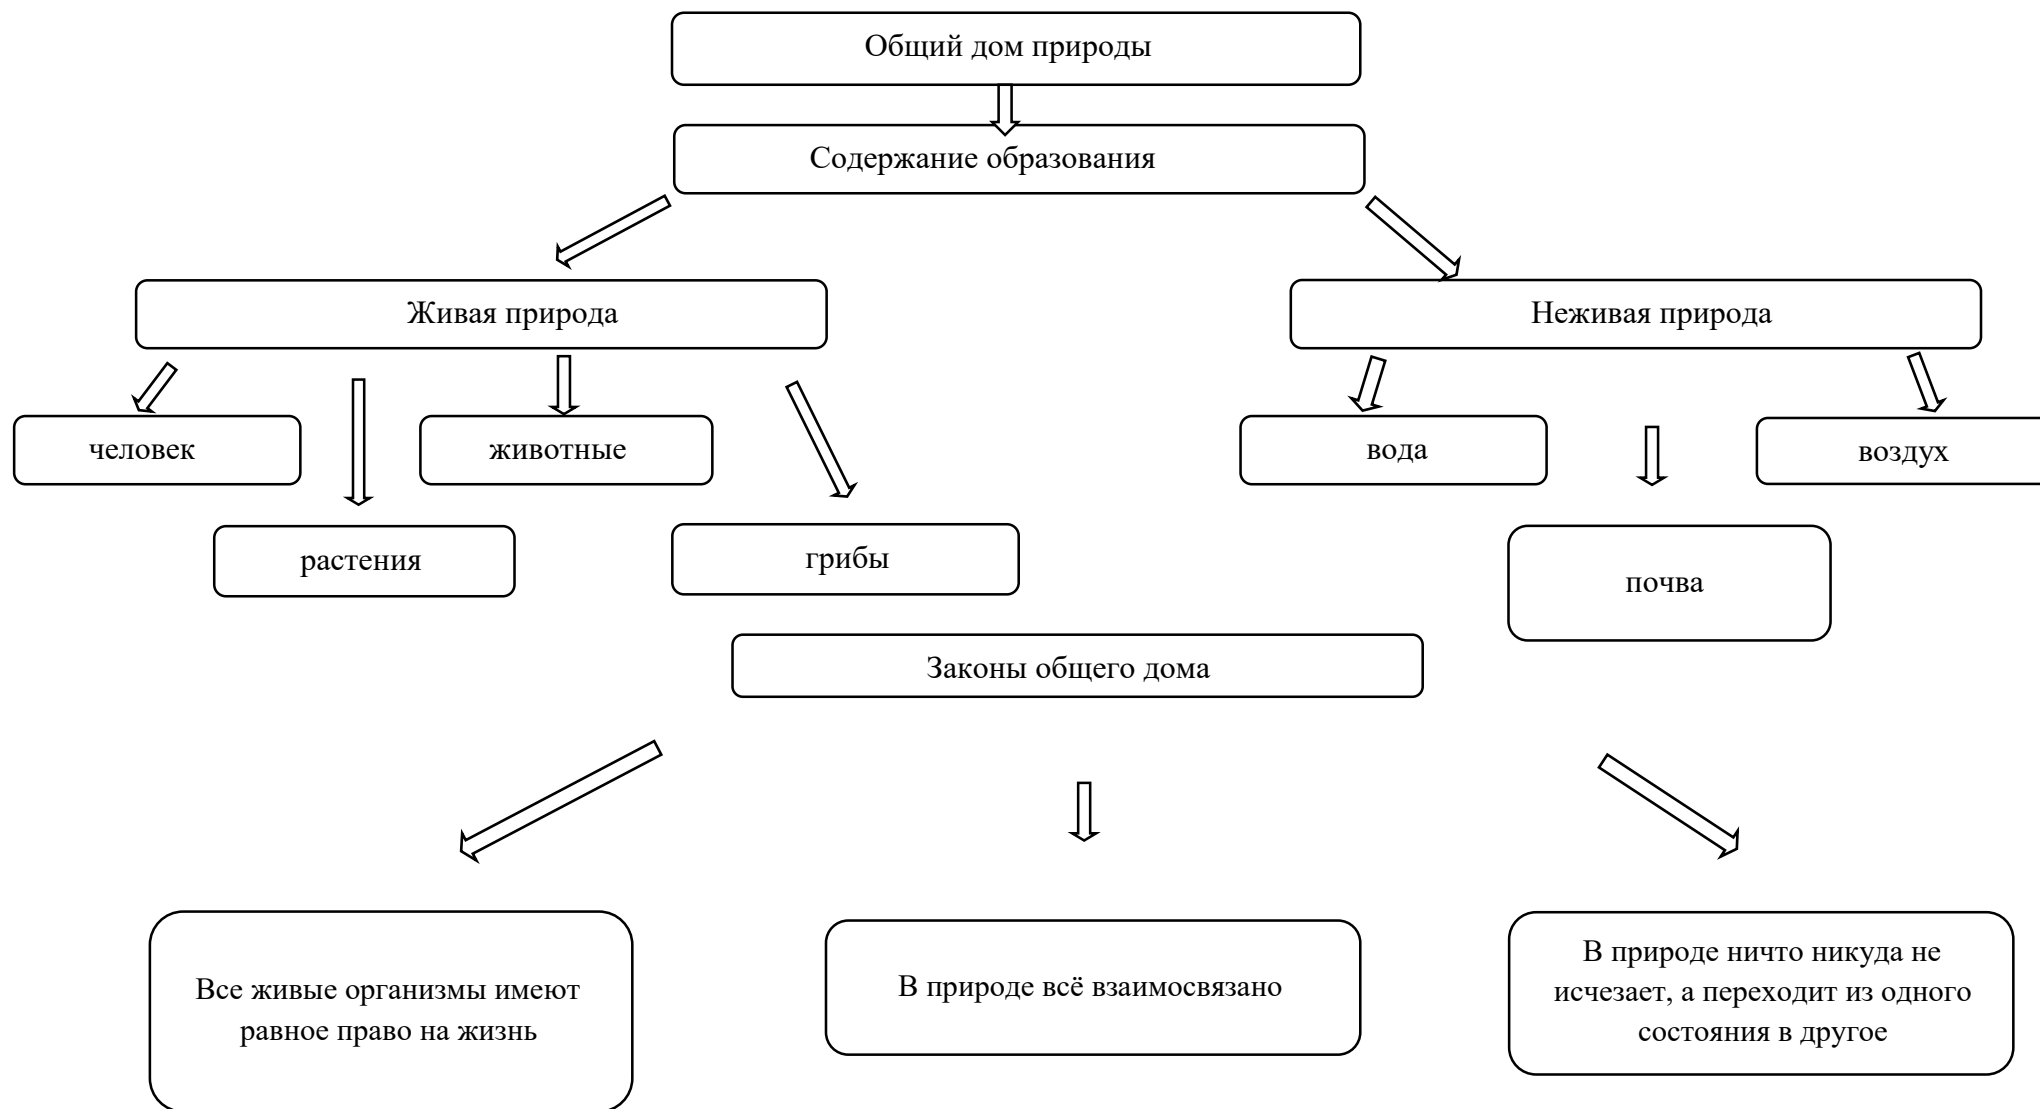 Общий дом природы
Содержание образования
Живая природа
Неживая природа
человек
животные
вода
воздух
растения
грибы
почва
Законы общего дома
Все живые организмы имеют
равное право на жизнь
В природе всё взаимосвязано
В природе ничто никуда не
исчезает, а переходит из одного
состояния в другое